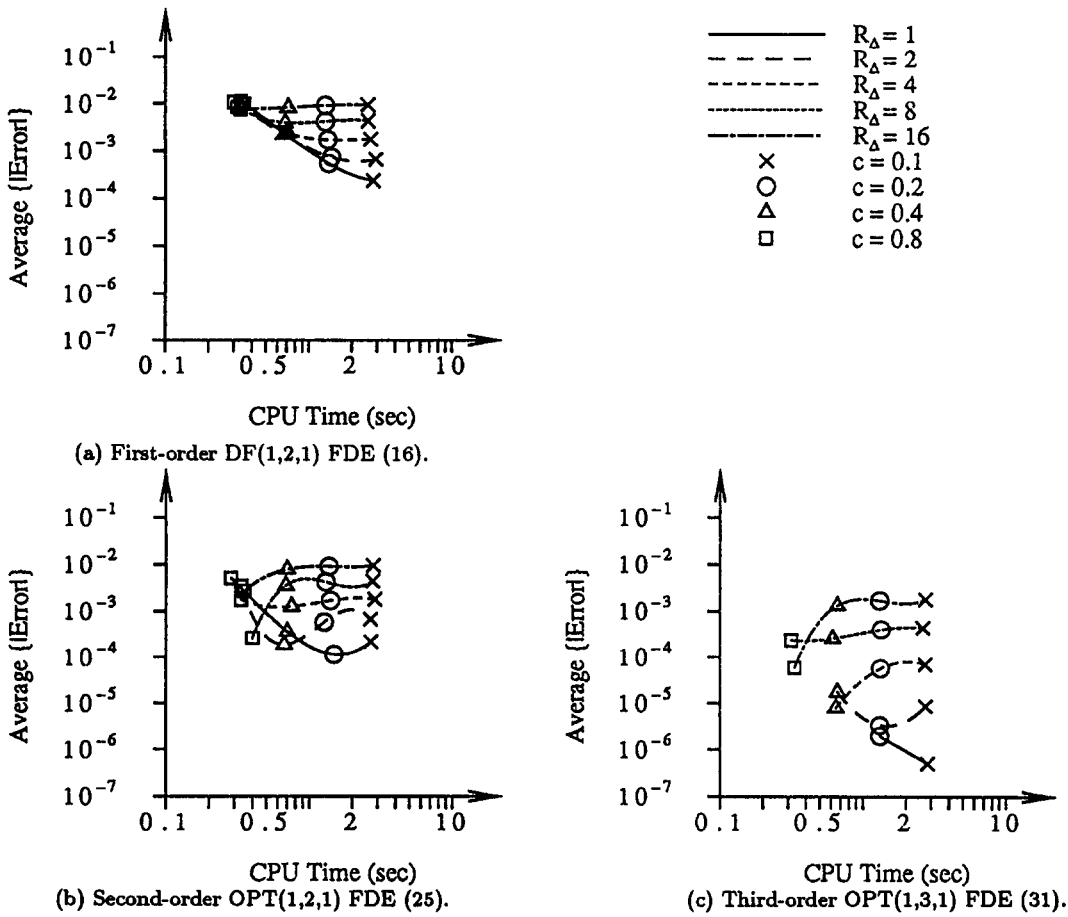 10^-1
10^-2
10^-3
10^-4
10^-5
10^-6
10^-7
Average {|Error|}
0.1 0.5 2 10
CPU Time (sec)
(a) First-order DF(1,2,1) FDE (16).
R_Δ = 1
R_Δ = 2
R_Δ = 4
R_Δ = 8
R_Δ = 16
c = 0.1
c = 0.2
c = 0.4
c = 0.8
10^-1
10^-2
10^-3
10^-4
10^-5
10^-6
10^-7
Average {|Error|}
0.1 0.5 2 10
CPU Time (sec)
(b) Second-order OPT(1,2,1) FDE (25).
10^-1
10^-2
10^-3
10^-4
10^-5
10^-6
10^-7
Average {|Error|}
0.1 0.5 2 10
CPU Time (sec)
(c) Third-order OPT(1,3,1) FDE (31).